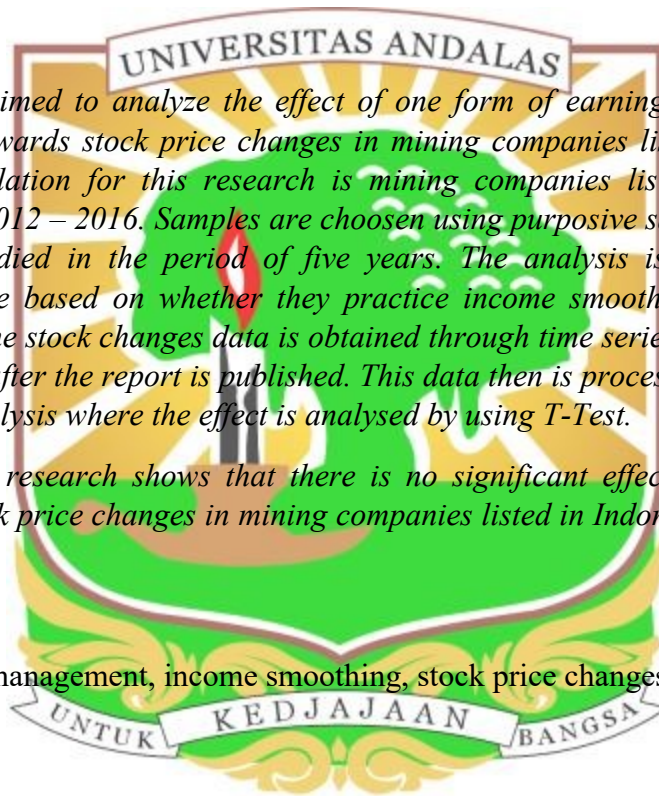 UNIVERSITAS ANDALAS
imed to analyze the effect of one form of earning
wards stock price changes in mining companies li
lation for this research is mining companies lis
012 – 2016. Samples are choosen using purposive s
died in the period of five years. The analysis is
e based on whether they practice income smooth
he stock changes data is obtained through time serie
after the report is published. This data then is proces
lysis where the effect is analysed by using T-Test.
research shows that there is no significant effec
k price changes in mining companies listed in Indon
management, income smoothing, stock price changes
UNTUK KEDJAJAAN BANGSA